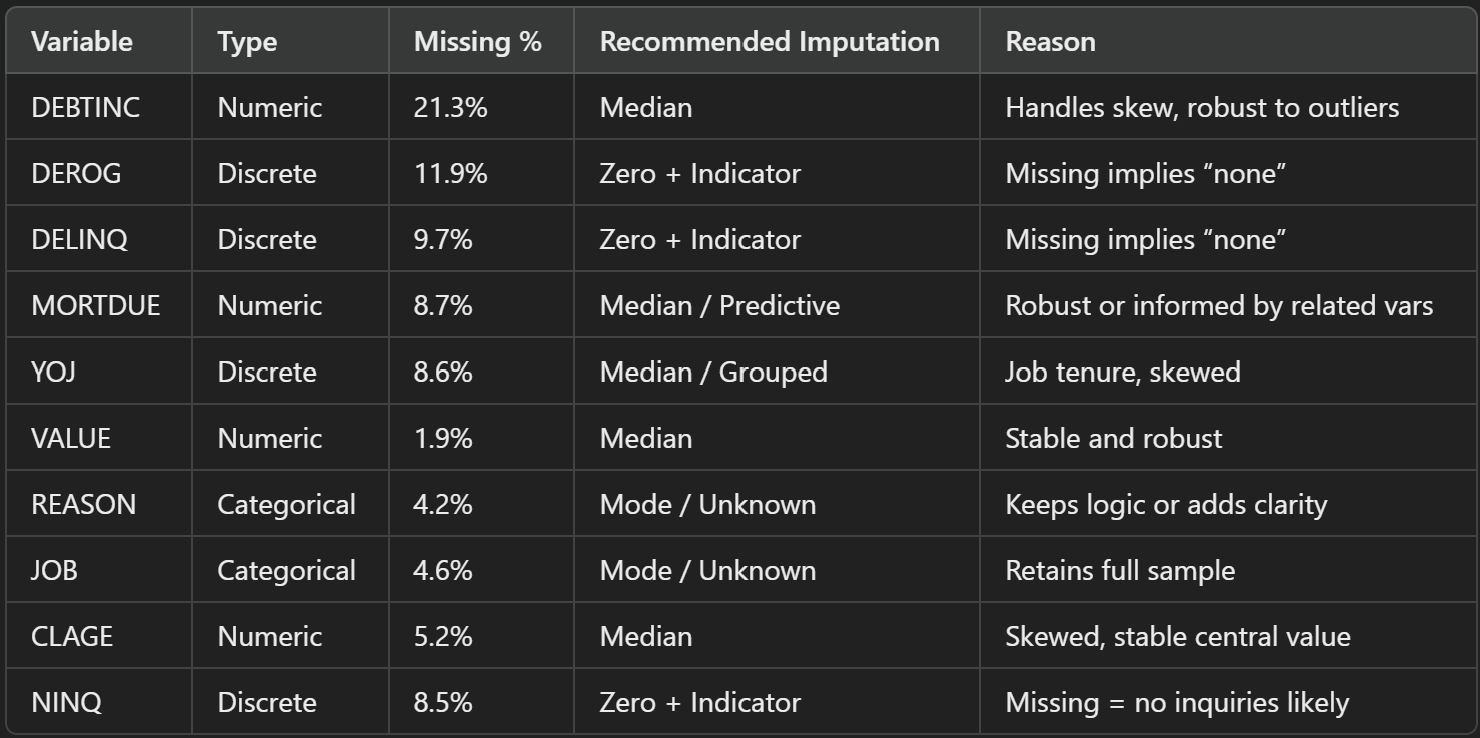 Variable Type Missing % Recommended Imputation Reason
DEBTINC Numeric 21.3% Median Handles skew, robust to outliers
DEROG Discrete 11.9% Zero + Indicator Missing implies “none”
DELINQ Discrete 9.7% Zero + Indicator Missing implies “none”
MORTDUE Numeric 8.7% Median / Predictive Robust or informed by related vars
YOJ Discrete 8.6% Median / Grouped Job tenure, skewed
VALUE Numeric 1.9% Median Stable and robust
REASON Categorical 4.2% Mode / Unknown Keeps logic or adds clarity
JOB Categorical 4.6% Mode / Unknown Retains full sample
CLAGE Numeric 5.2% Median Skewed, stable central value
NINQ Discrete 8.5% Zero + Indicator Missing = no inquiries likely